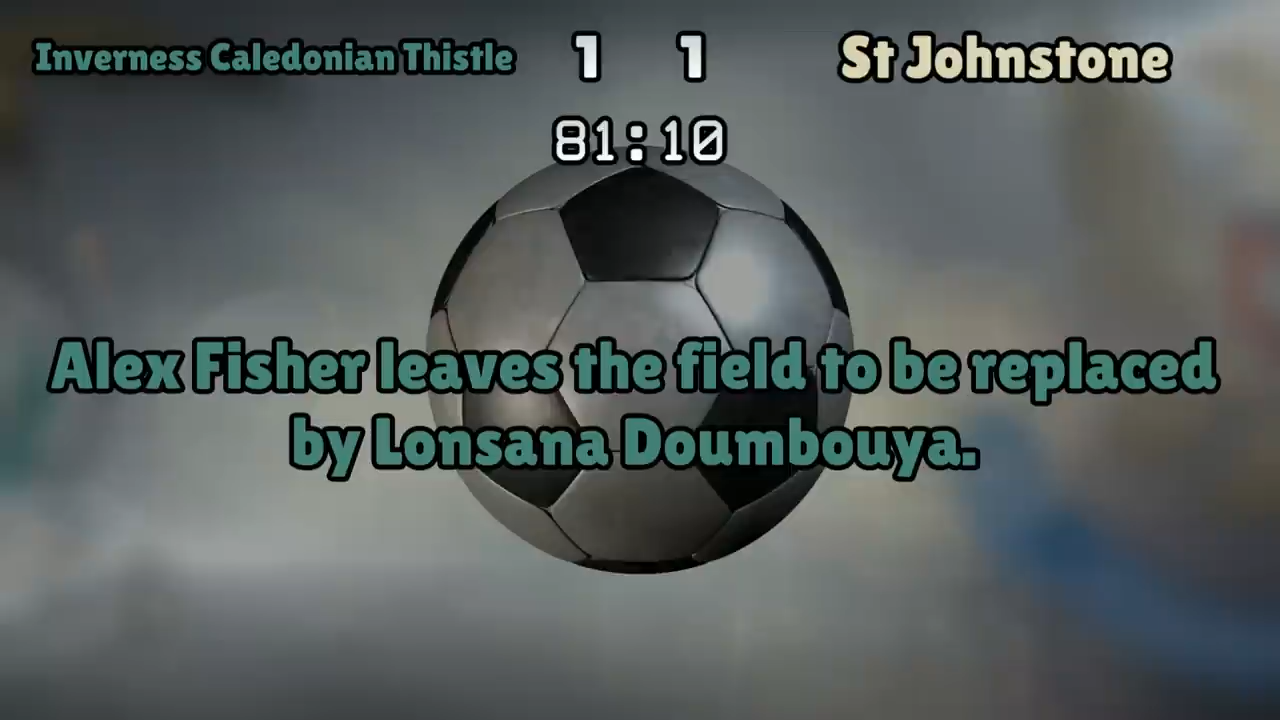 Inverness Caledonian Thistle 1 1 St Johnstone
81:10
Alex Fisher leaves the field to be replaced
by Lonsana Doumbouya.